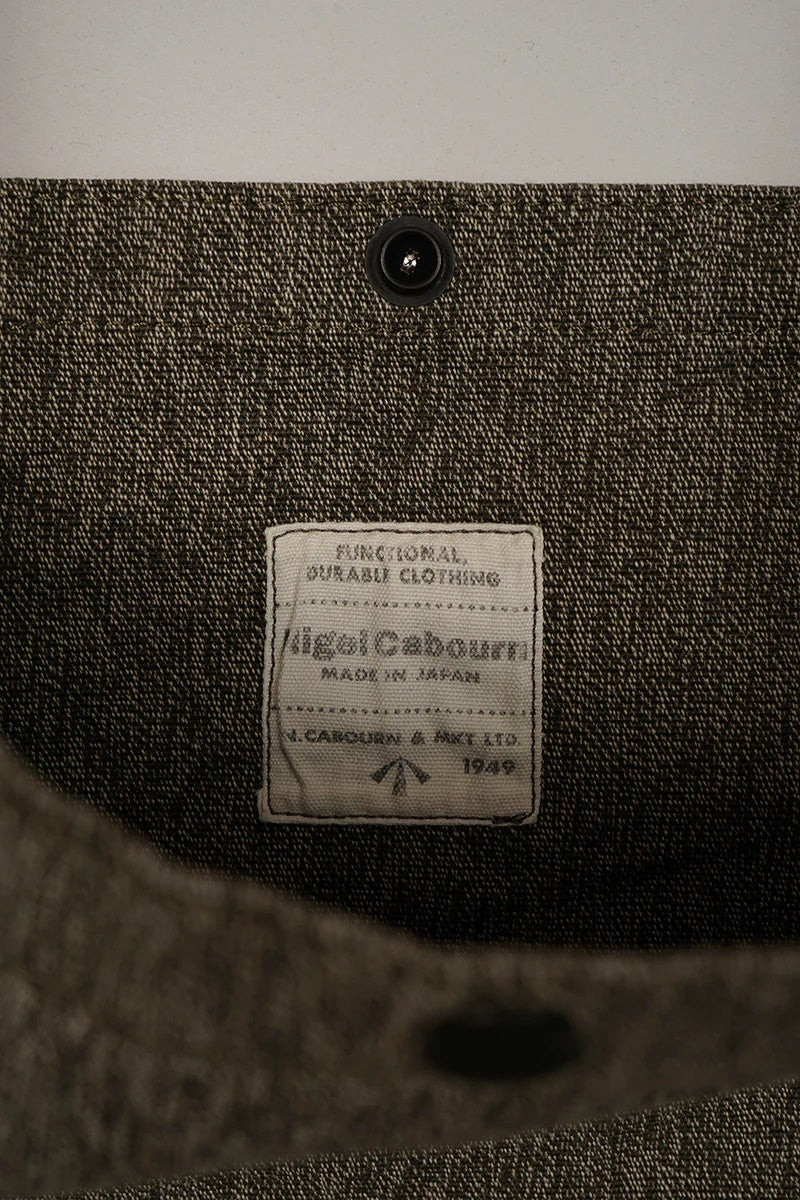 FUNCTIONAL,
DURABLE CLOTHING
Nigel Cabourn
MADE IN JAPAN
N.CABOURN & MKT LTD.
1949